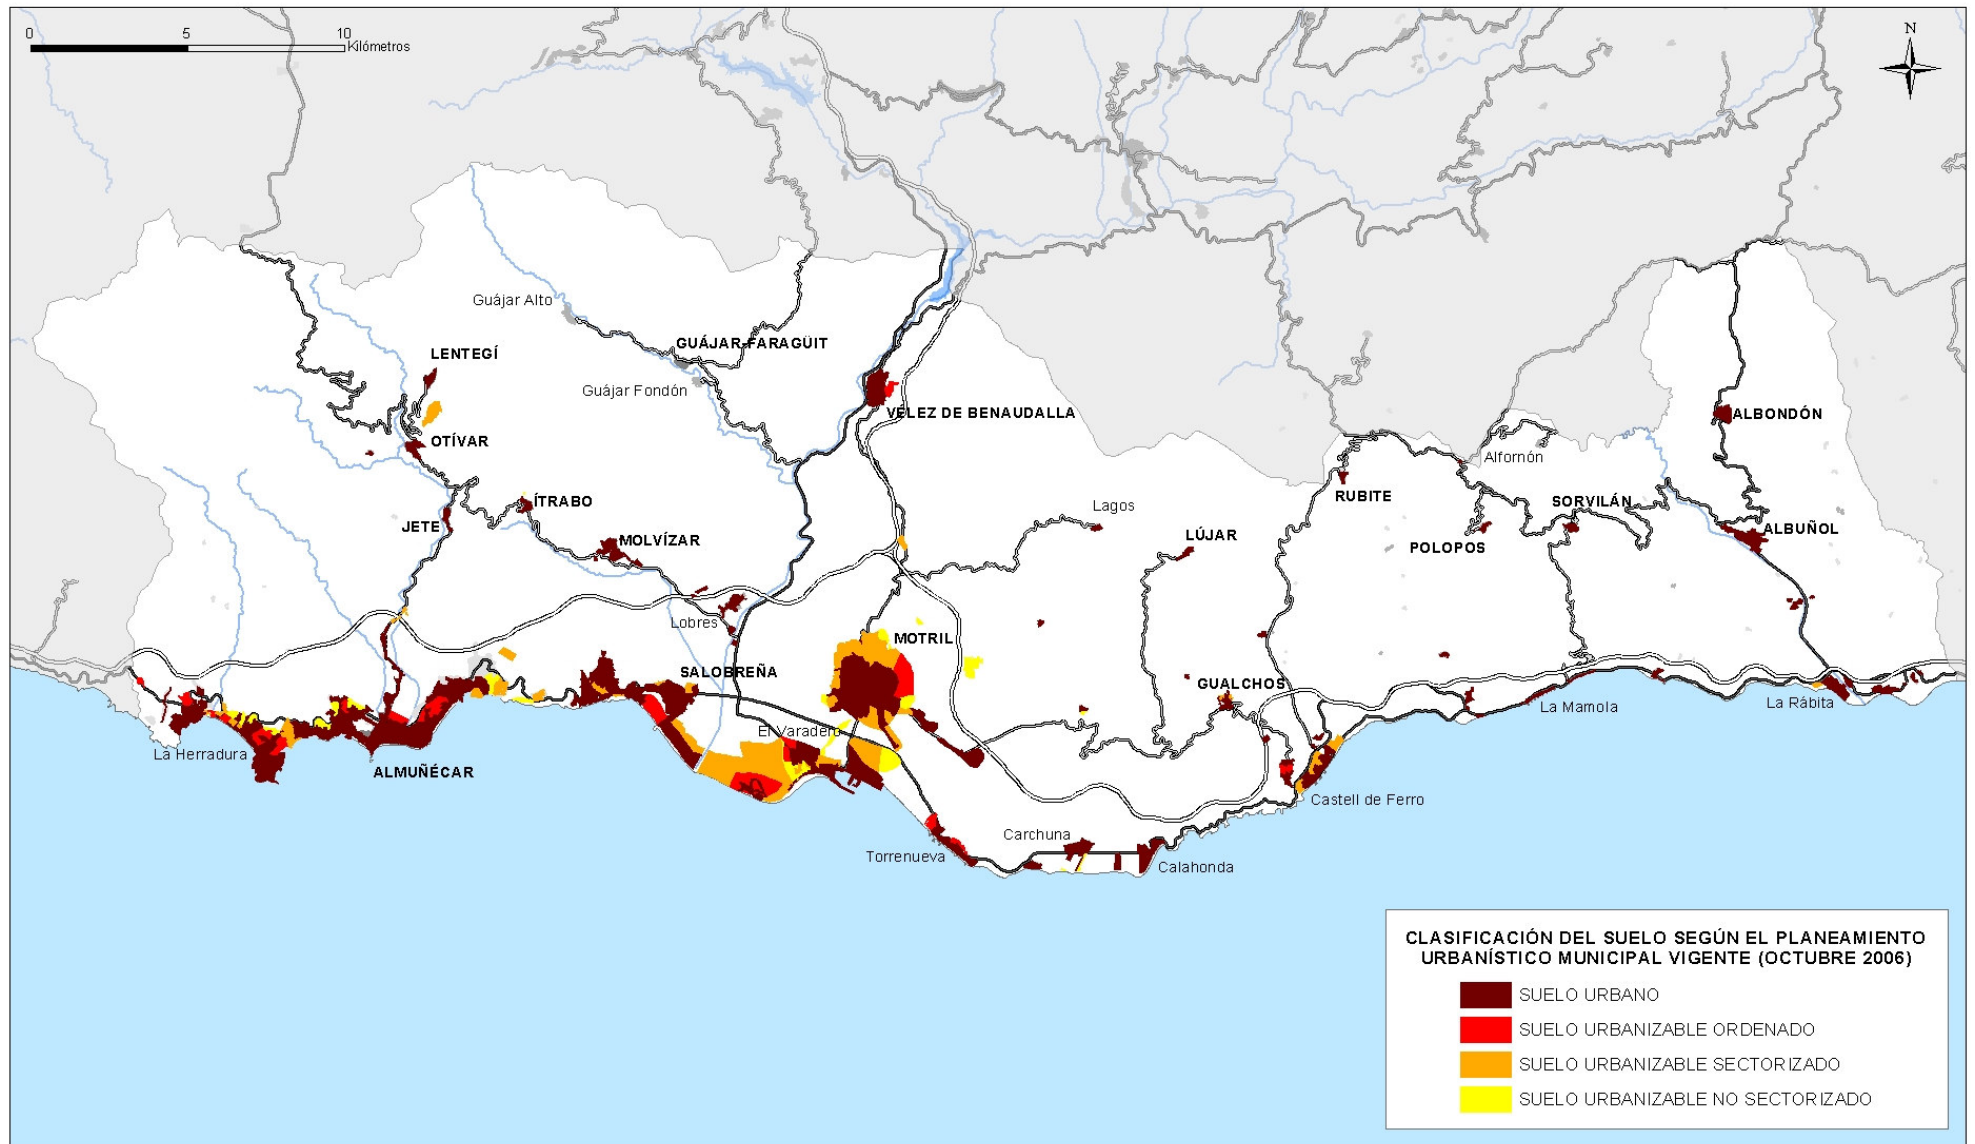 0 5 10 Kilómetros
N
Guájar Alto
GUÁJAR-FARAGÜIT
LENTEGÍ
Guájar Fondón
VÉLEZ DE BENAUDALLA
ALBONDÓN
OTÍVAR
Alfornón
RUBITE
SORVILÁN
ÍTRABO
Lagos
JETE
MOLVÍZAR
LÚJAR
POLOPOS
ALBUÑOL
Lobres
MOTRIL
SALOBREÑA
GUALCHOS
La Mamola
La Rábita
El Varadero
La Herradura
ALMUÑÉCAR
Castell de Ferro
Carchuna
Torrenueva
Calahonda
CLASIFICACIÓN DEL SUELO SEGÚN EL PLANEAMIENTO
URBANÍSTICO MUNICIPAL VIGENTE (OCTUBRE 2006)
SUELO URBANO
SUELO URBANIZABLE ORDENADO
SUELO URBANIZABLE SECTORIZADO
SUELO URBANIZABLE NO SECTORIZADO